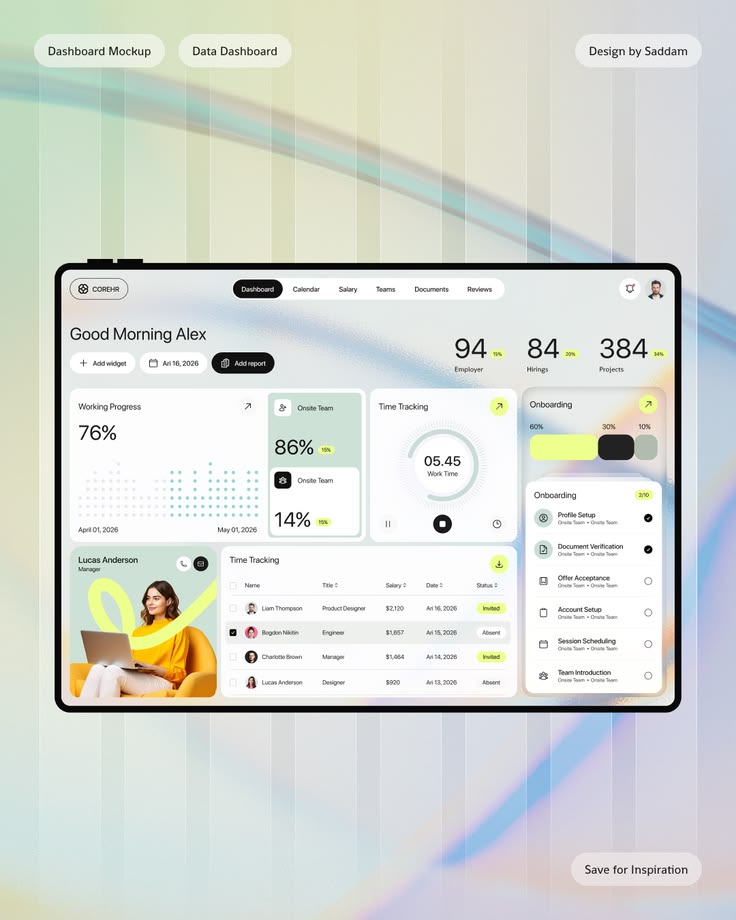 Dashboard Mockup
Data Dashboard
Design by Saddam
COREHR
Dashboard
Calendar
Salary
Teams
Documents
Reviews
Good Morning Alex
Add widget
Ari 16, 2026
Add report
94 15%
Employer
84 20%
Hirings
384 34%
Projects
Working Progress
76%
April 01, 2026
May 01, 2026
Onsite Team
86% 15%
Onsite Team
14% 15%
Time Tracking
05.45
Work Time
Onboarding
60% 30% 10%
Onboarding 2/10
Profile Setup
Onsite Team • Onsite Team
Document Verification
Onsite Team • Onsite Team
Offer Acceptance
Onsite Team • Onsite Team
Account Setup
Onsite Team • Onsite Team
Session Scheduling
Onsite Team • Onsite Team
Team Introduction
Onsite Team • Onsite Team
Lucas Anderson
Manager
Time Tracking
Name Title Salary Date Status
Liam Thompson Product Designer $2,120 Ari 16, 2026 Invited
Bogdon Nikitin Engineer $1,657 Ari 15, 2026 Absent
Charlotte Brown Manager $1,464 Ari 14, 2026 Invited
Lucas Anderson Designer $920 Ari 13, 2026 Absent
Save for Inspiration